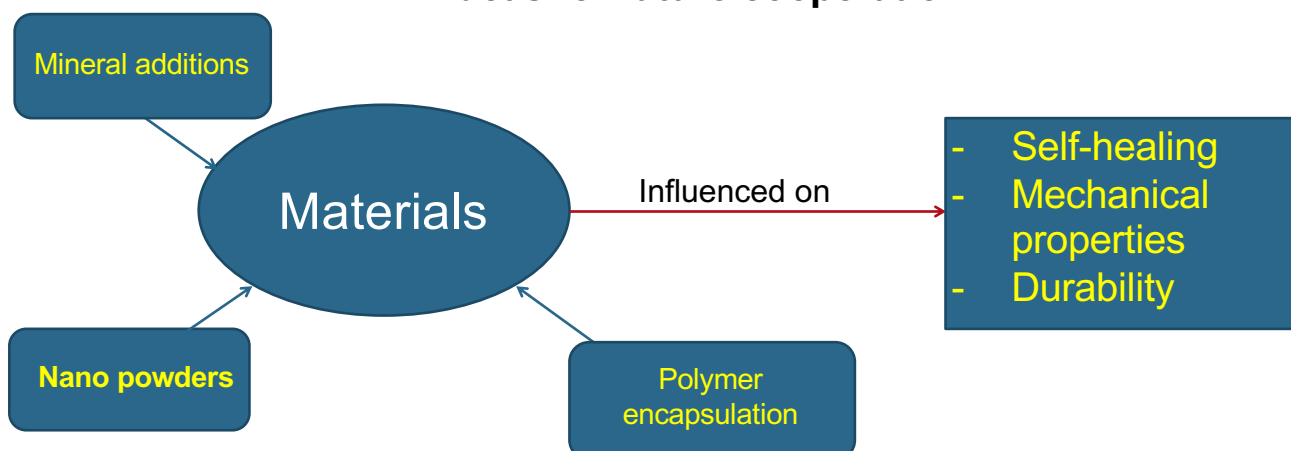 Mineral additions
Materials
Influenced on
- Self-healing
- Mechanical
properties
- Durability
Nano powders
Polymer
encapsulation